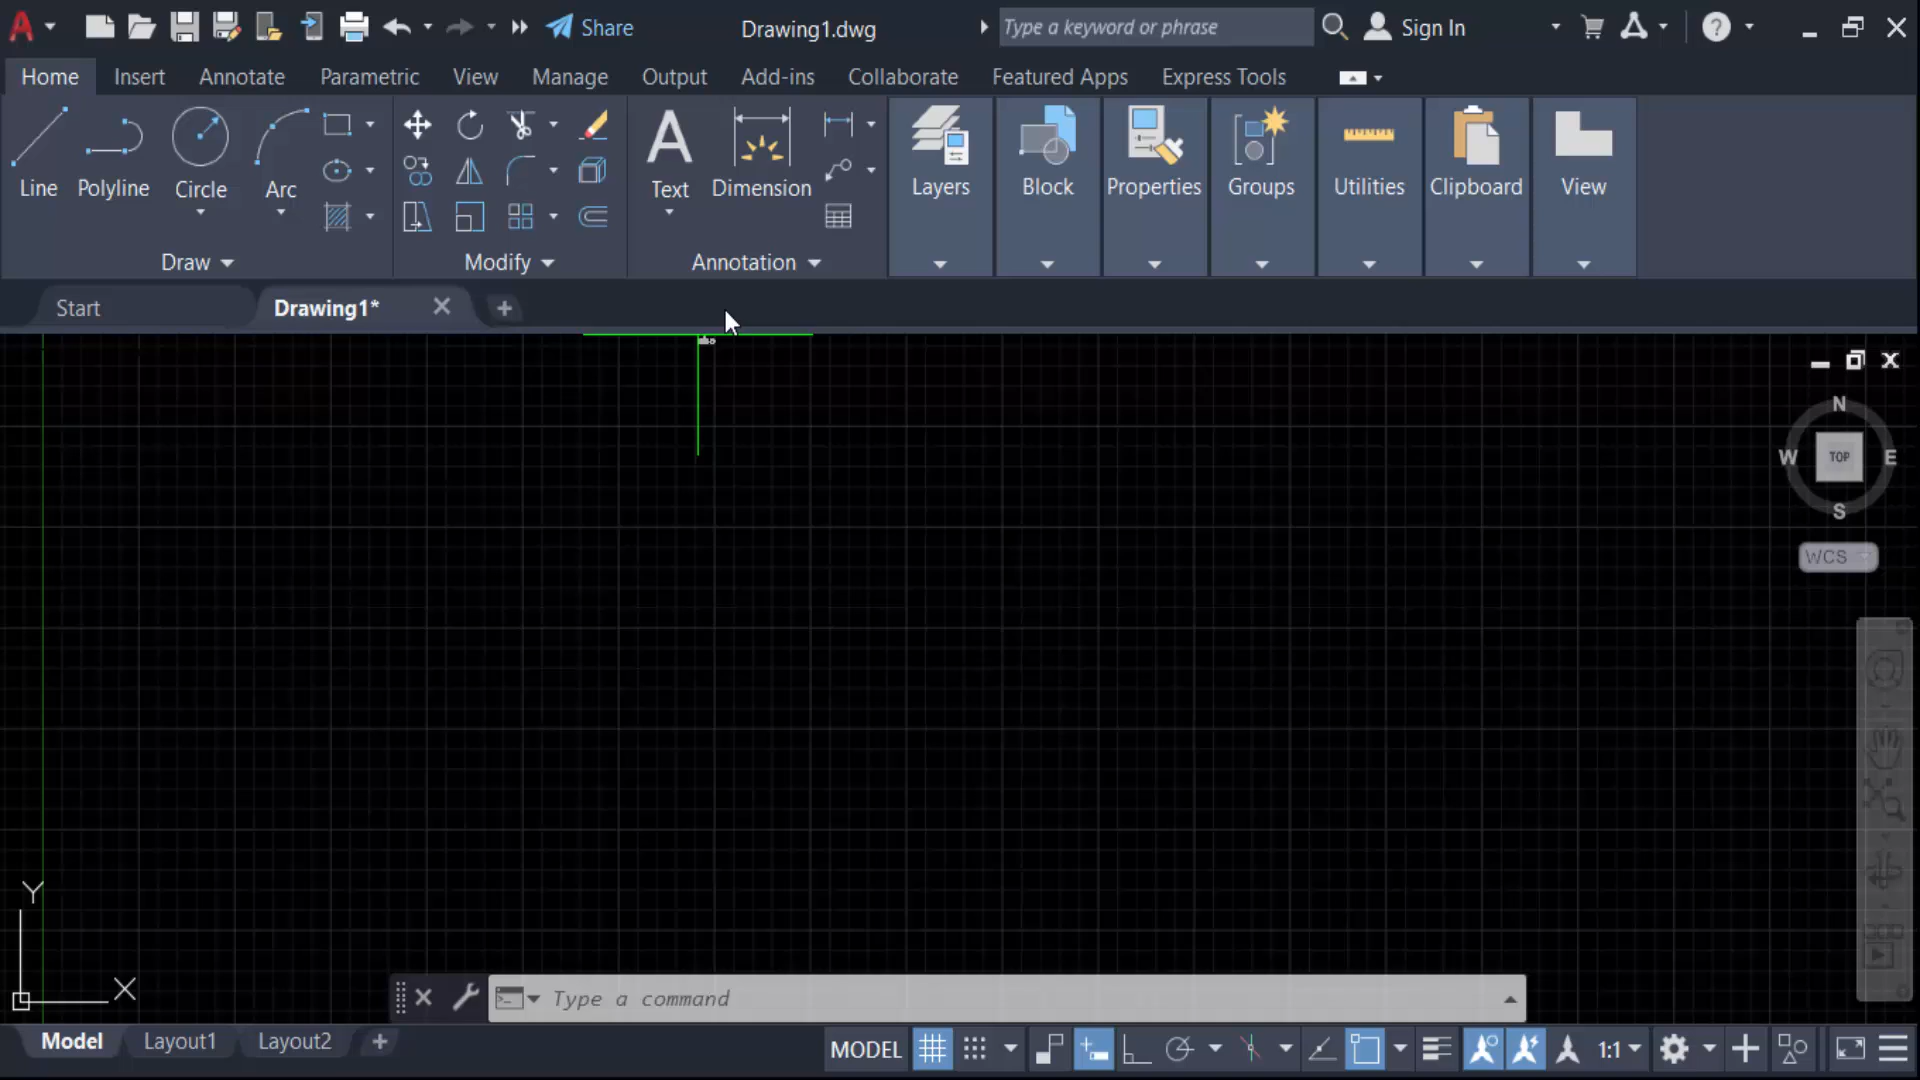 Share
Drawing1.dwg
Type a keyword or phrase
Sign In
Home
Insert
Annotate
Parametric
View
Manage
Output
Add-ins
Collaborate
Featured Apps
Express Tools
Line
Polyline
Circle
Arc
Text
Dimension
Layers
Block
Properties
Groups
Utilities
Clipboard
View
Draw
Modify
Annotation
Start
Drawing1*
N
W
TOP
E
S
WCS
Y
X
Type a command
Model
Layout1
Layout2
MODEL
1:1